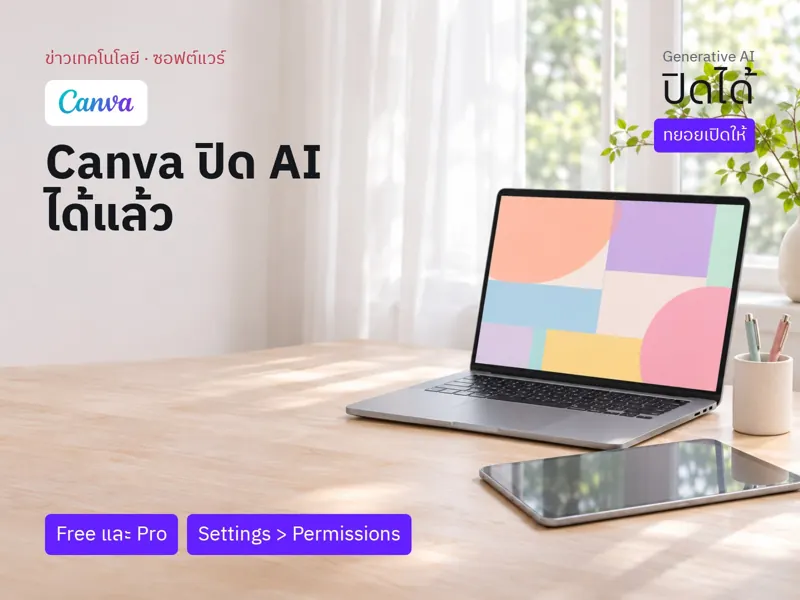 ข่าวเทคโนโลยี · ซอฟต์แวร์
Canva
Canva ปิด AI
ได้แล้ว
Generative AI
ปิดได้
ทยอยเปิดให้
Free และ Pro
Settings > Permissions